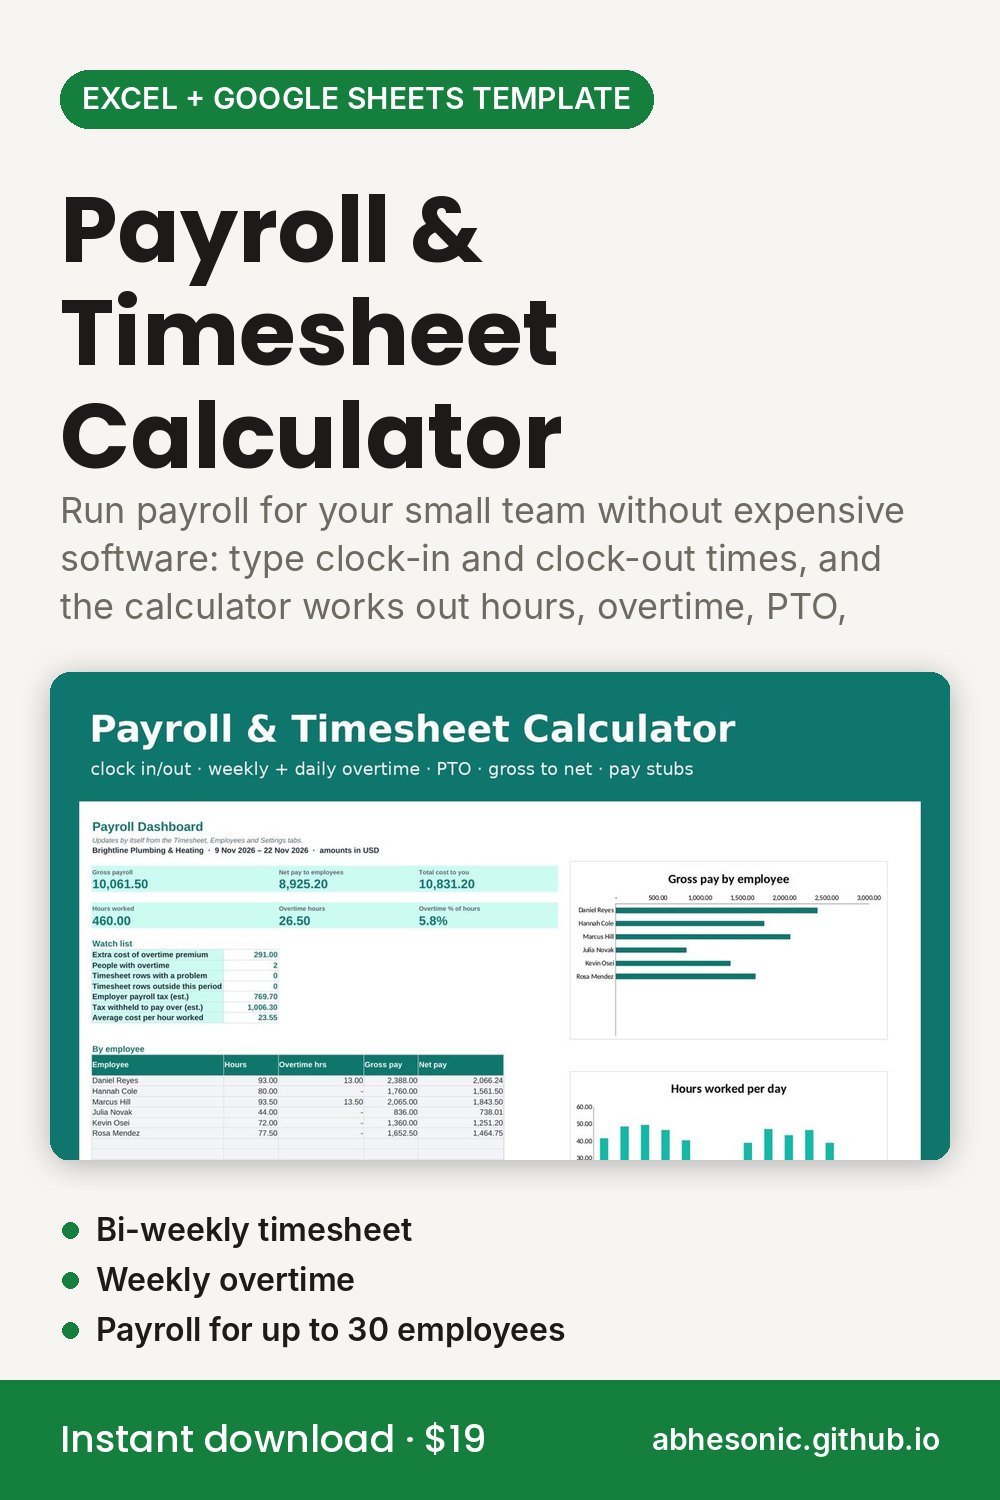 EXCEL + GOOGLE SHEETS TEMPLATE
Payroll &
Timesheet
Calculator
Run payroll for your small team without expensive
software: type clock-in and clock-out times, and
the calculator works out hours, overtime, PTO,
Payroll & Timesheet Calculator
clock in/out · weekly + daily overtime · PTO · gross to net · pay stubs
Payroll Dashboard
Updates by itself from the Timesheet, Employees and Settings tabs.
Brightline Plumbing & Heating · 9 Nov 2026 – 22 Nov 2026 · amounts in USD
Gross payroll Net pay to employees Total cost to you
10,061.50 8,925.20 10,831.20
Hours worked Overtime hours Overtime % of hours
460.00 26.50 5.8%
Watch list
Extra cost of overtime premium 291.00
People with overtime 2
Timesheet rows with a problem 0
Timesheet rows outside this period 0
Employer payroll tax (est.) 769.70
Tax withheld to pay over (est.) 1,006.30
Average cost per hour worked 23.55
By employee
Employee Hours Overtime hrs Gross pay Net pay
Daniel Reyes 93.00 13.00 2,388.00 2,066.24
Hannah Cole 80.00 - 1,760.00 1,561.50
Marcus Hill 93.50 13.50 2,065.00 1,843.50
Julia Novak 44.00 - 836.00 738.01
Kevin Osei 72.00 - 1,360.00 1,251.20
Rosa Mendez 77.50 - 1,652.50 1,464.75
Gross pay by employee
- 500.00 1,000.00 1,500.00 2,000.00 2,500.00 3,000.00
Daniel Reyes
Hannah Cole
Marcus Hill
Julia Novak
Kevin Osei
Rosa Mendez
Hours worked per day
60.00
50.00
40.00
30.00
Bi-weekly timesheet
Weekly overtime
Payroll for up to 30 employees
Instant download · $19
abhesonic.github.io